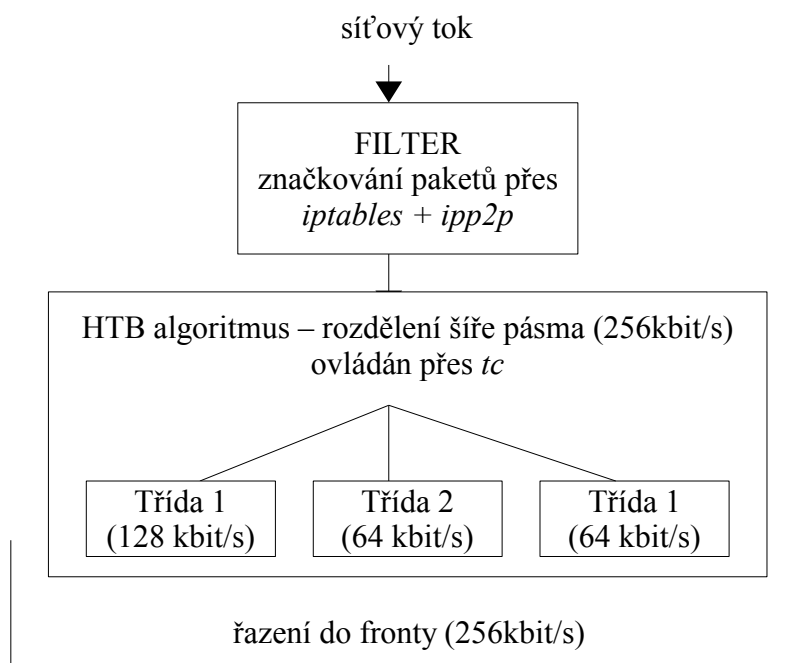 síťový tok
FILTER
značkování paketů přes
iptables + ipp2p
HTB algoritmus – rozdělení šíře pásma (256kbit/s)
ovládán přes tc
Třída 1
(128 kbit/s)
Třída 2
(64 kbit/s)
Třída 1
(64 kbit/s)
řazení do fronty (256kbit/s)